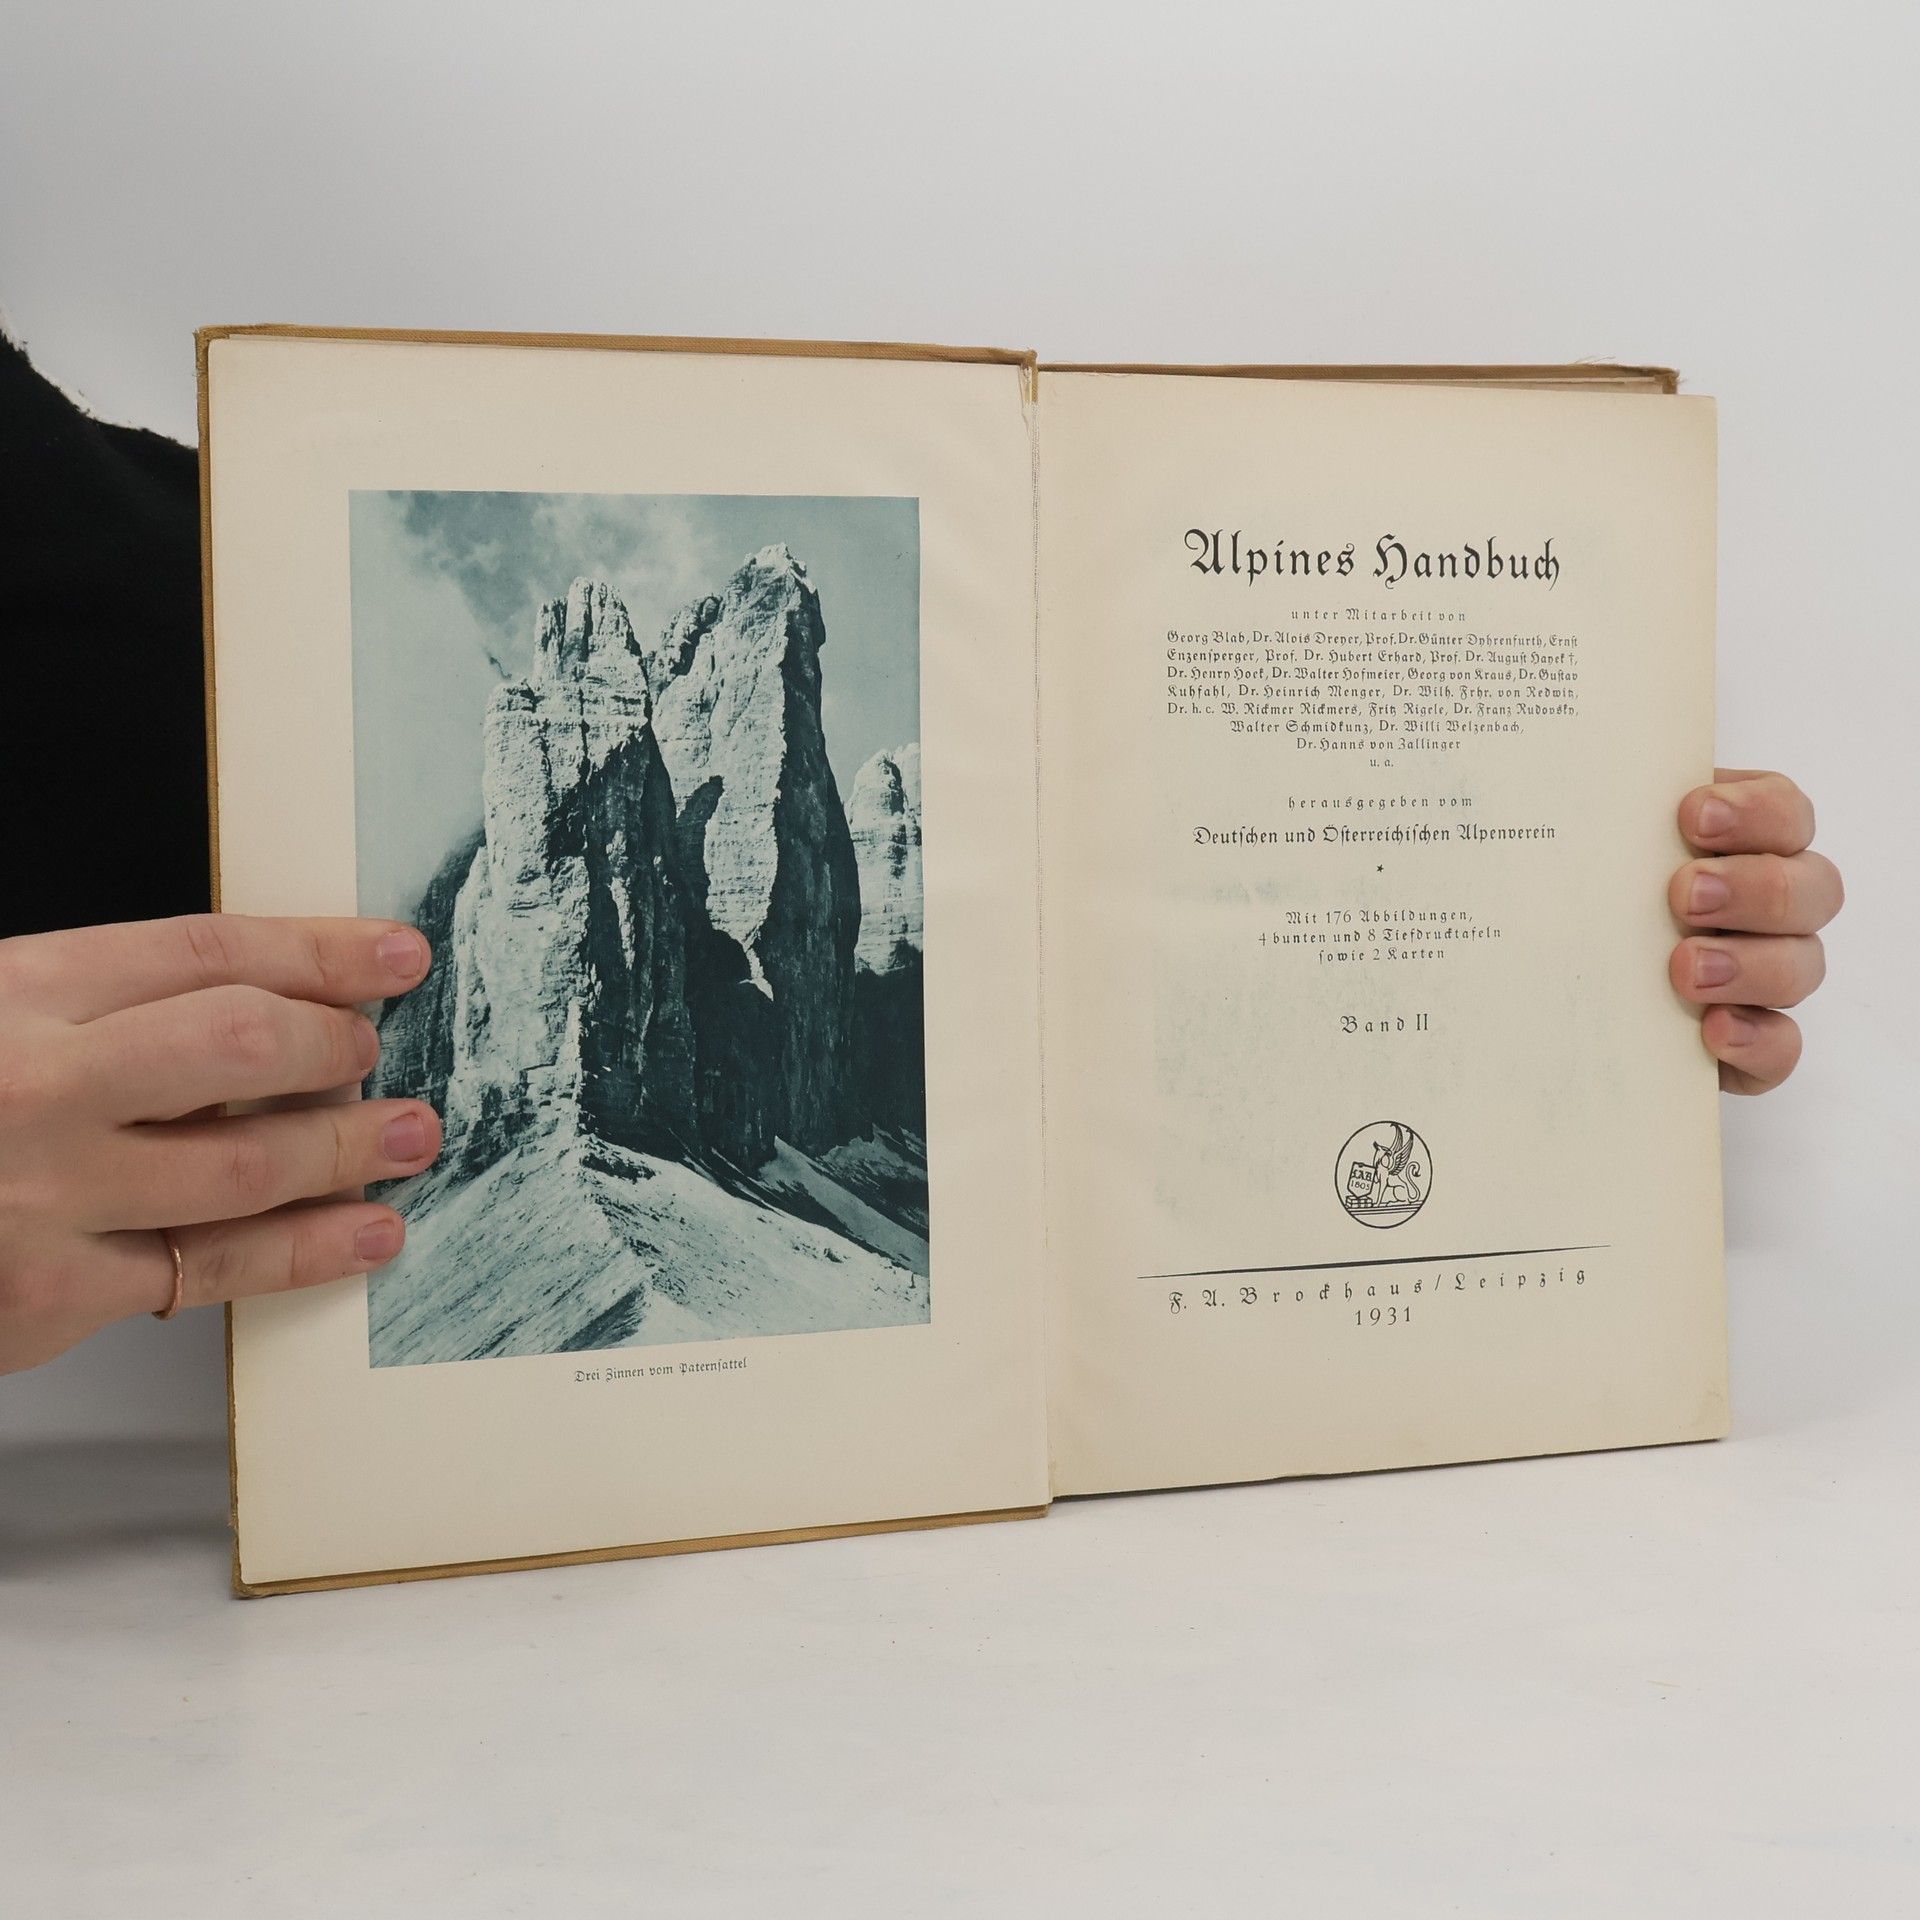 Drei Zinnen vom Paternsattel
Alpines Handbuch
unter Mitarbeit von
Georg Blab, Dr. Alois Dreyer, Prof. Dr. Günter Dyhrenfurth, Ernst
Enzensperger, Prof. Dr. Hubert Erhard, Prof. Dr. August Hayek †,
Dr. Henry Hoek, Dr. Walter Hofmeier, Georg von Kraus, Dr. Gustav
Kuhfahl, Dr. Heinrich Menger, Dr. Wilh. Frhr. von Redwitz,
Dr. h. c. W. Rickmer Rickmers, Fritz Rigele, Dr. Franz Rudovsky,
Walter Schmidkunz, Dr. Willi Welzenbach,
Dr. Hanns von Zallinger
u. a.
herausgegeben vom
Deutschen und Österreichischen Alpenverein
*
Mit 176 Abbildungen,
4 bunten und 8 Tiefdrucktafeln
sowie 2 Karten
Band II
FAB
1805
F. A. Brockhaus / Leipzig
1931